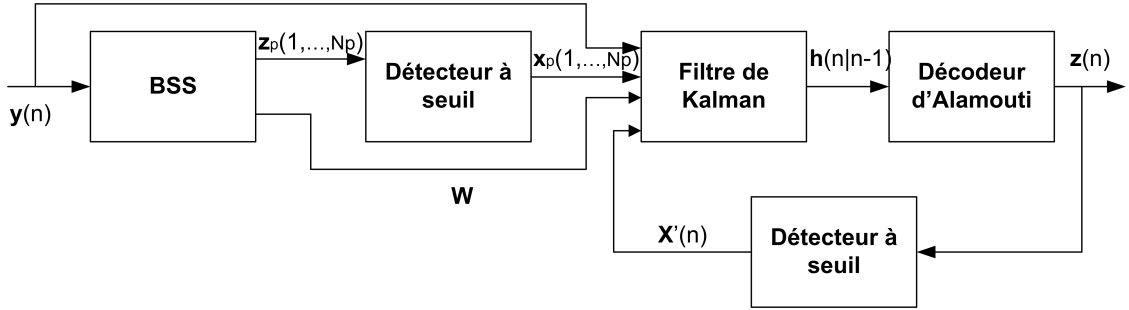 y(n)
BSS
zp(1,...,Np)
Détecteur à
seuil
xp(1,...,Np)
W
Filtre de
Kalman
h(n|n-1)
Décodeur
d’Alamouti
z(n)
Détecteur à
seuil
X’(n)